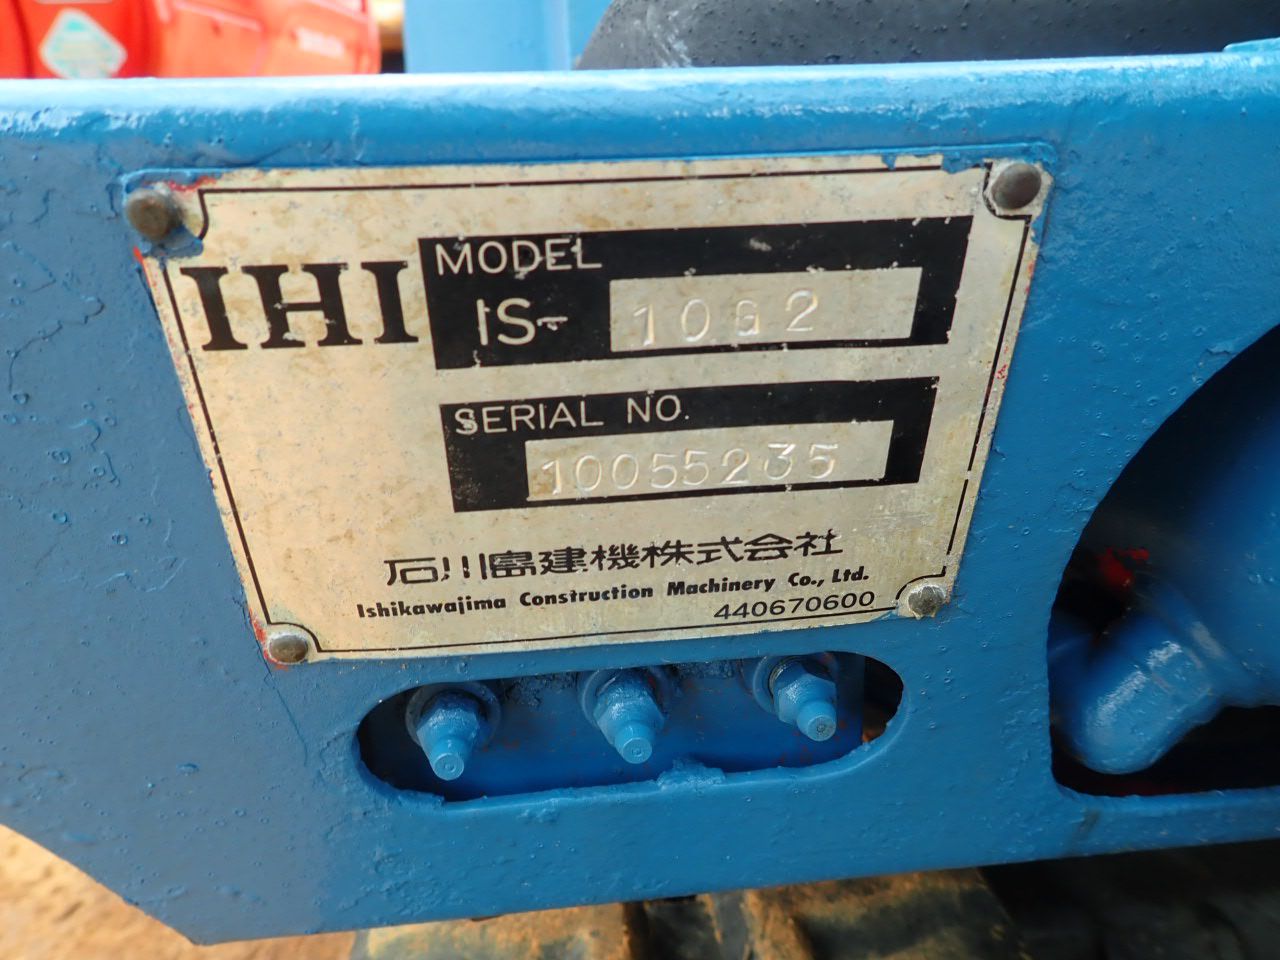 IHI
MODEL
IS- 10G2
SERIAL NO.
10055235
石川島建機株式会社
Ishikawajima Construction Machinery Co., Ltd.
440670600